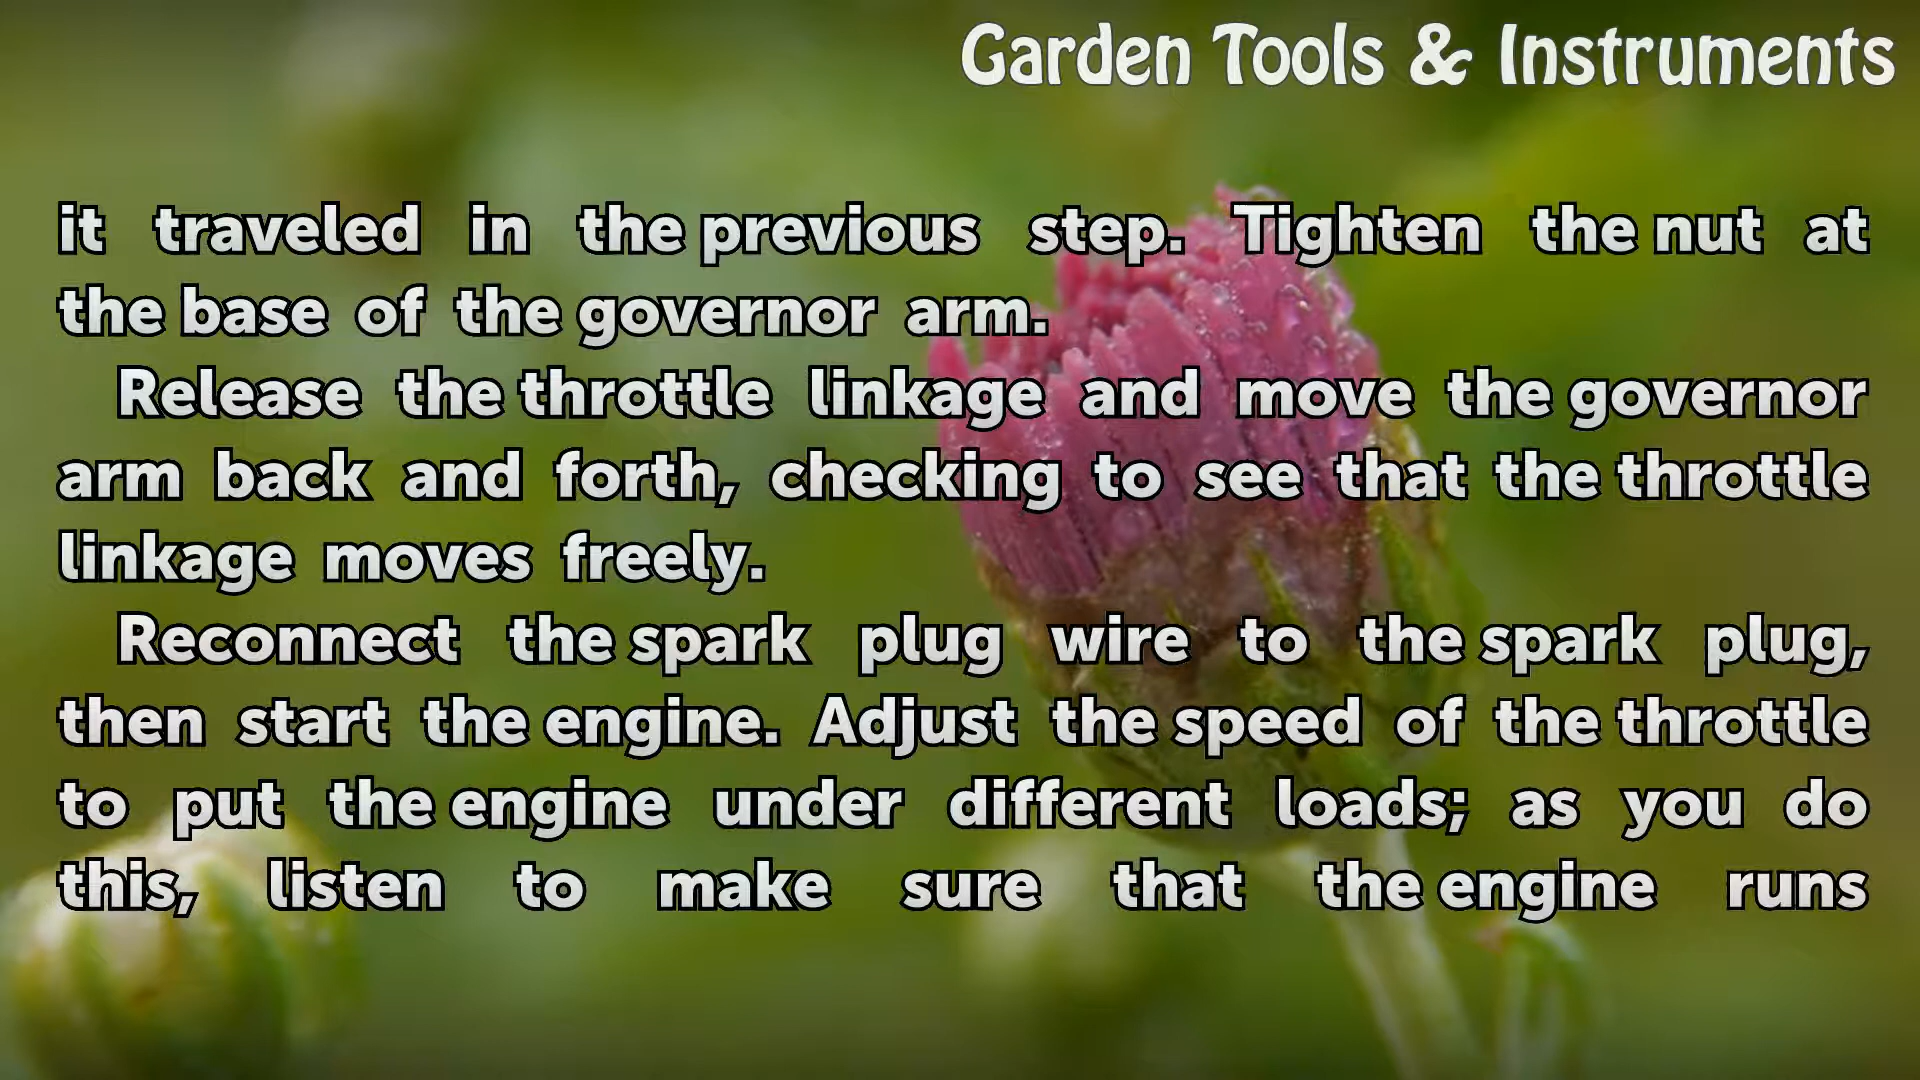 Garden Tools & Instruments
it traveled in the previous step. Tighten the nut at
the base of the governor arm.
Release the throttle linkage and move the governor
arm back and forth, checking to see that the throttle
linkage moves freely.
Reconnect the spark plug wire to the spark plug,
then start the engine. Adjust the speed of the throttle
to put the engine under different loads; as you do
this, listen to make sure that the engine runs